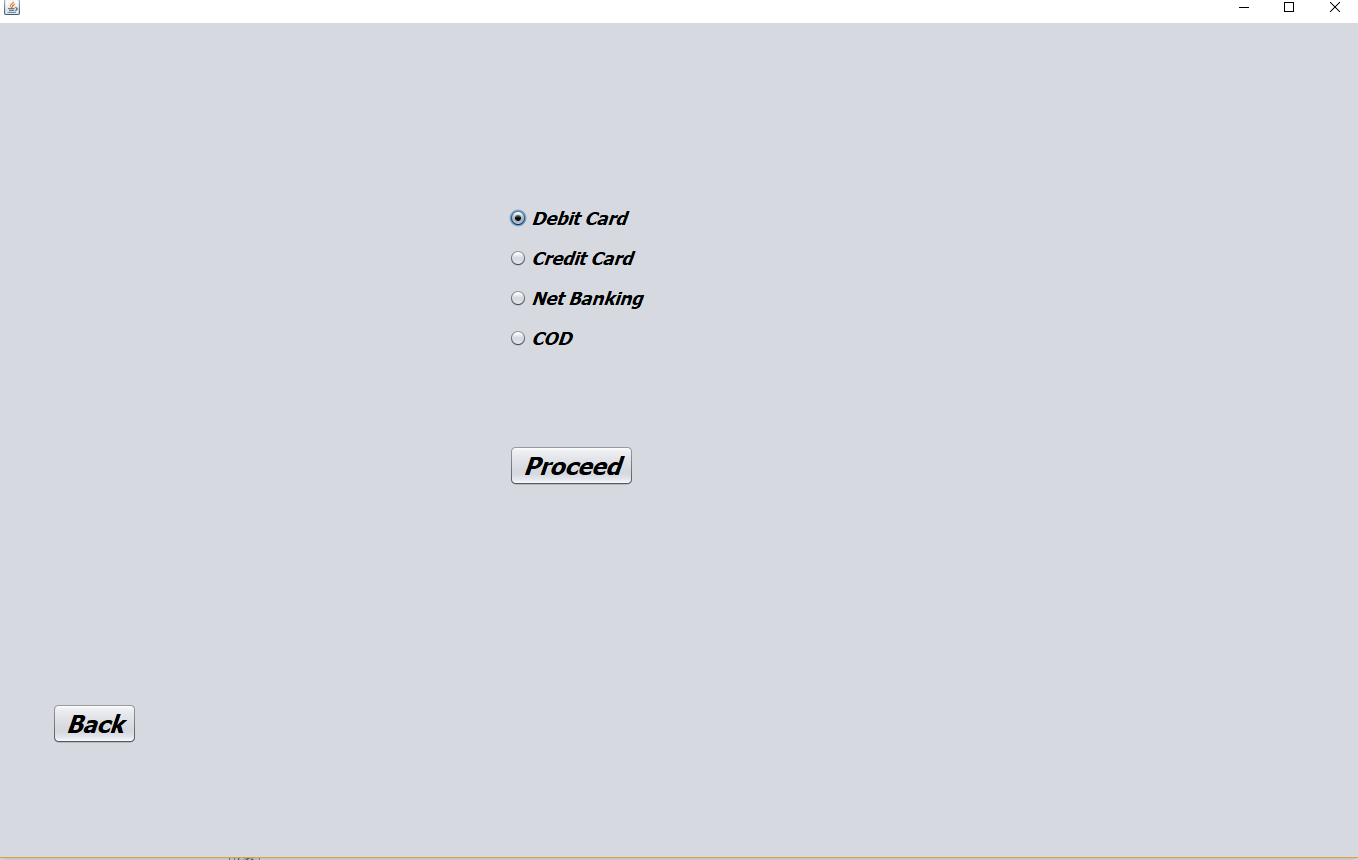 Debit Card
Credit Card
Net Banking
COD
Proceed
Back